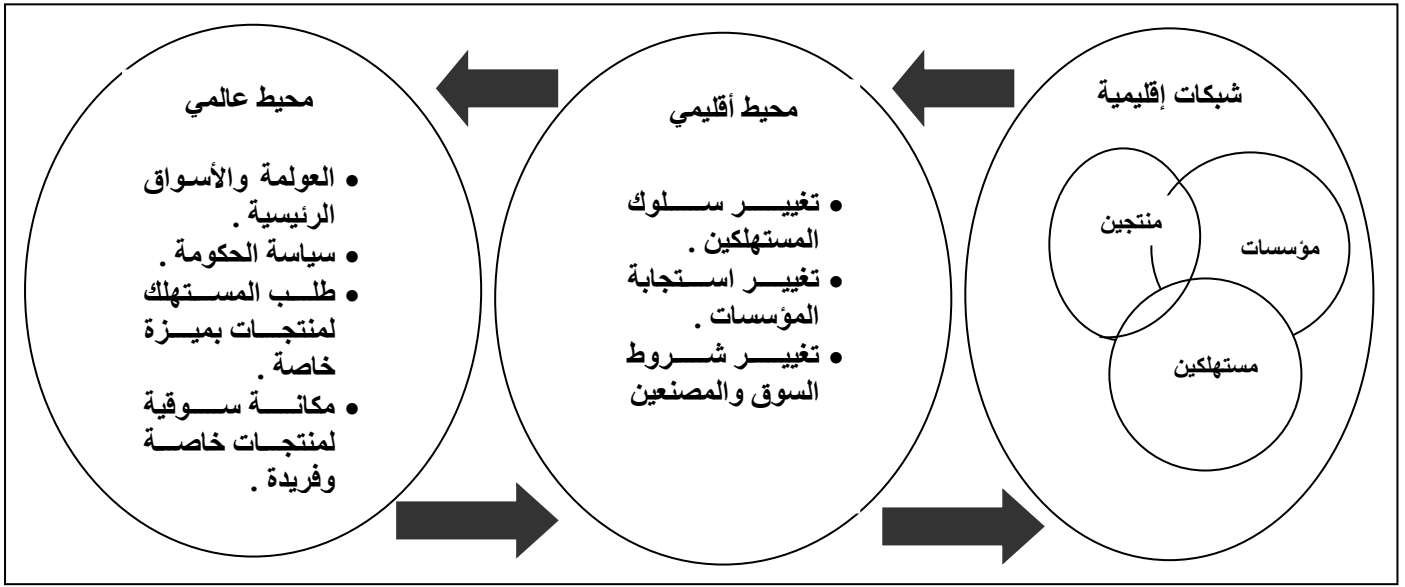 شبكات إقليمية
منتجين
مؤسسات
مستهلكين
محيط أقليمي
• تغيير سلوك
المستهلكين .
• تغيير استجابة
المؤسسات .
• تغيير شروط
السوق والمصنعين
محيط عالمي
• العولمة والأسواق
الرئيسية .
• سياسة الحكومة .
• طلب المستهلك
لمنتجات بميزة
خاصة .
• مكانة سوقية
لمنتجات خاصة
وفريدة .